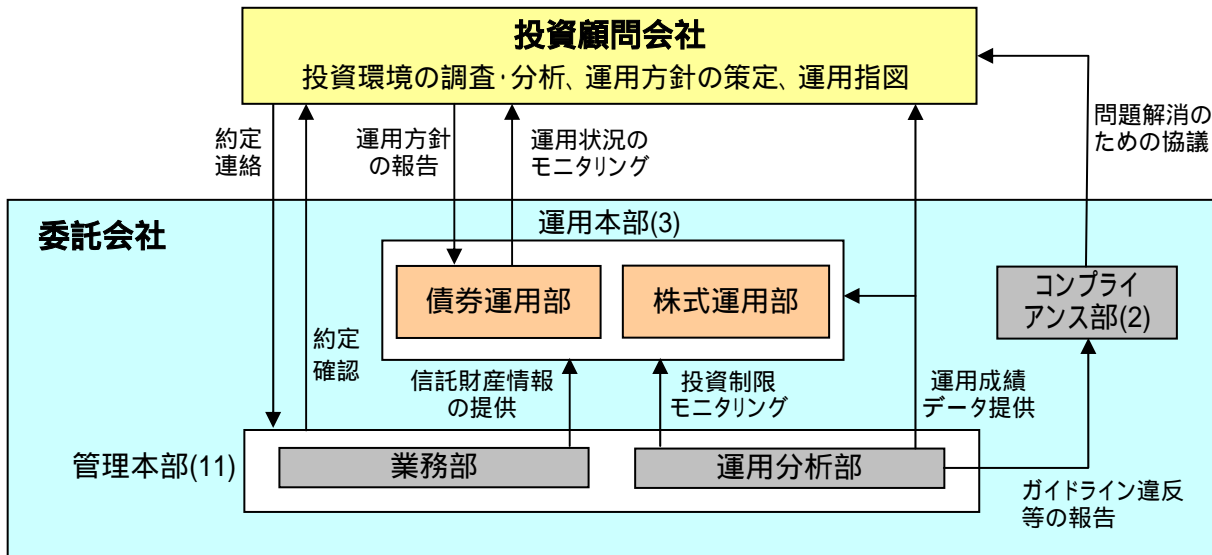 投資顧問会社
投資環境の調査・分析、運用方針の策定、運用指図
約定
連絡
運用方針
の報告
運用状況の
モニタリング
問題解消の
ための協議
委託会社
運用本部(3)
債券運用部
株式運用部
コンプライ
アンス部(2)
約定
確認
信託財産情報
の提供
投資制限
モニタリング
運用成績
データ提供
管理本部(11)
業務部
運用分析部
ガイドライン違反
等の報告